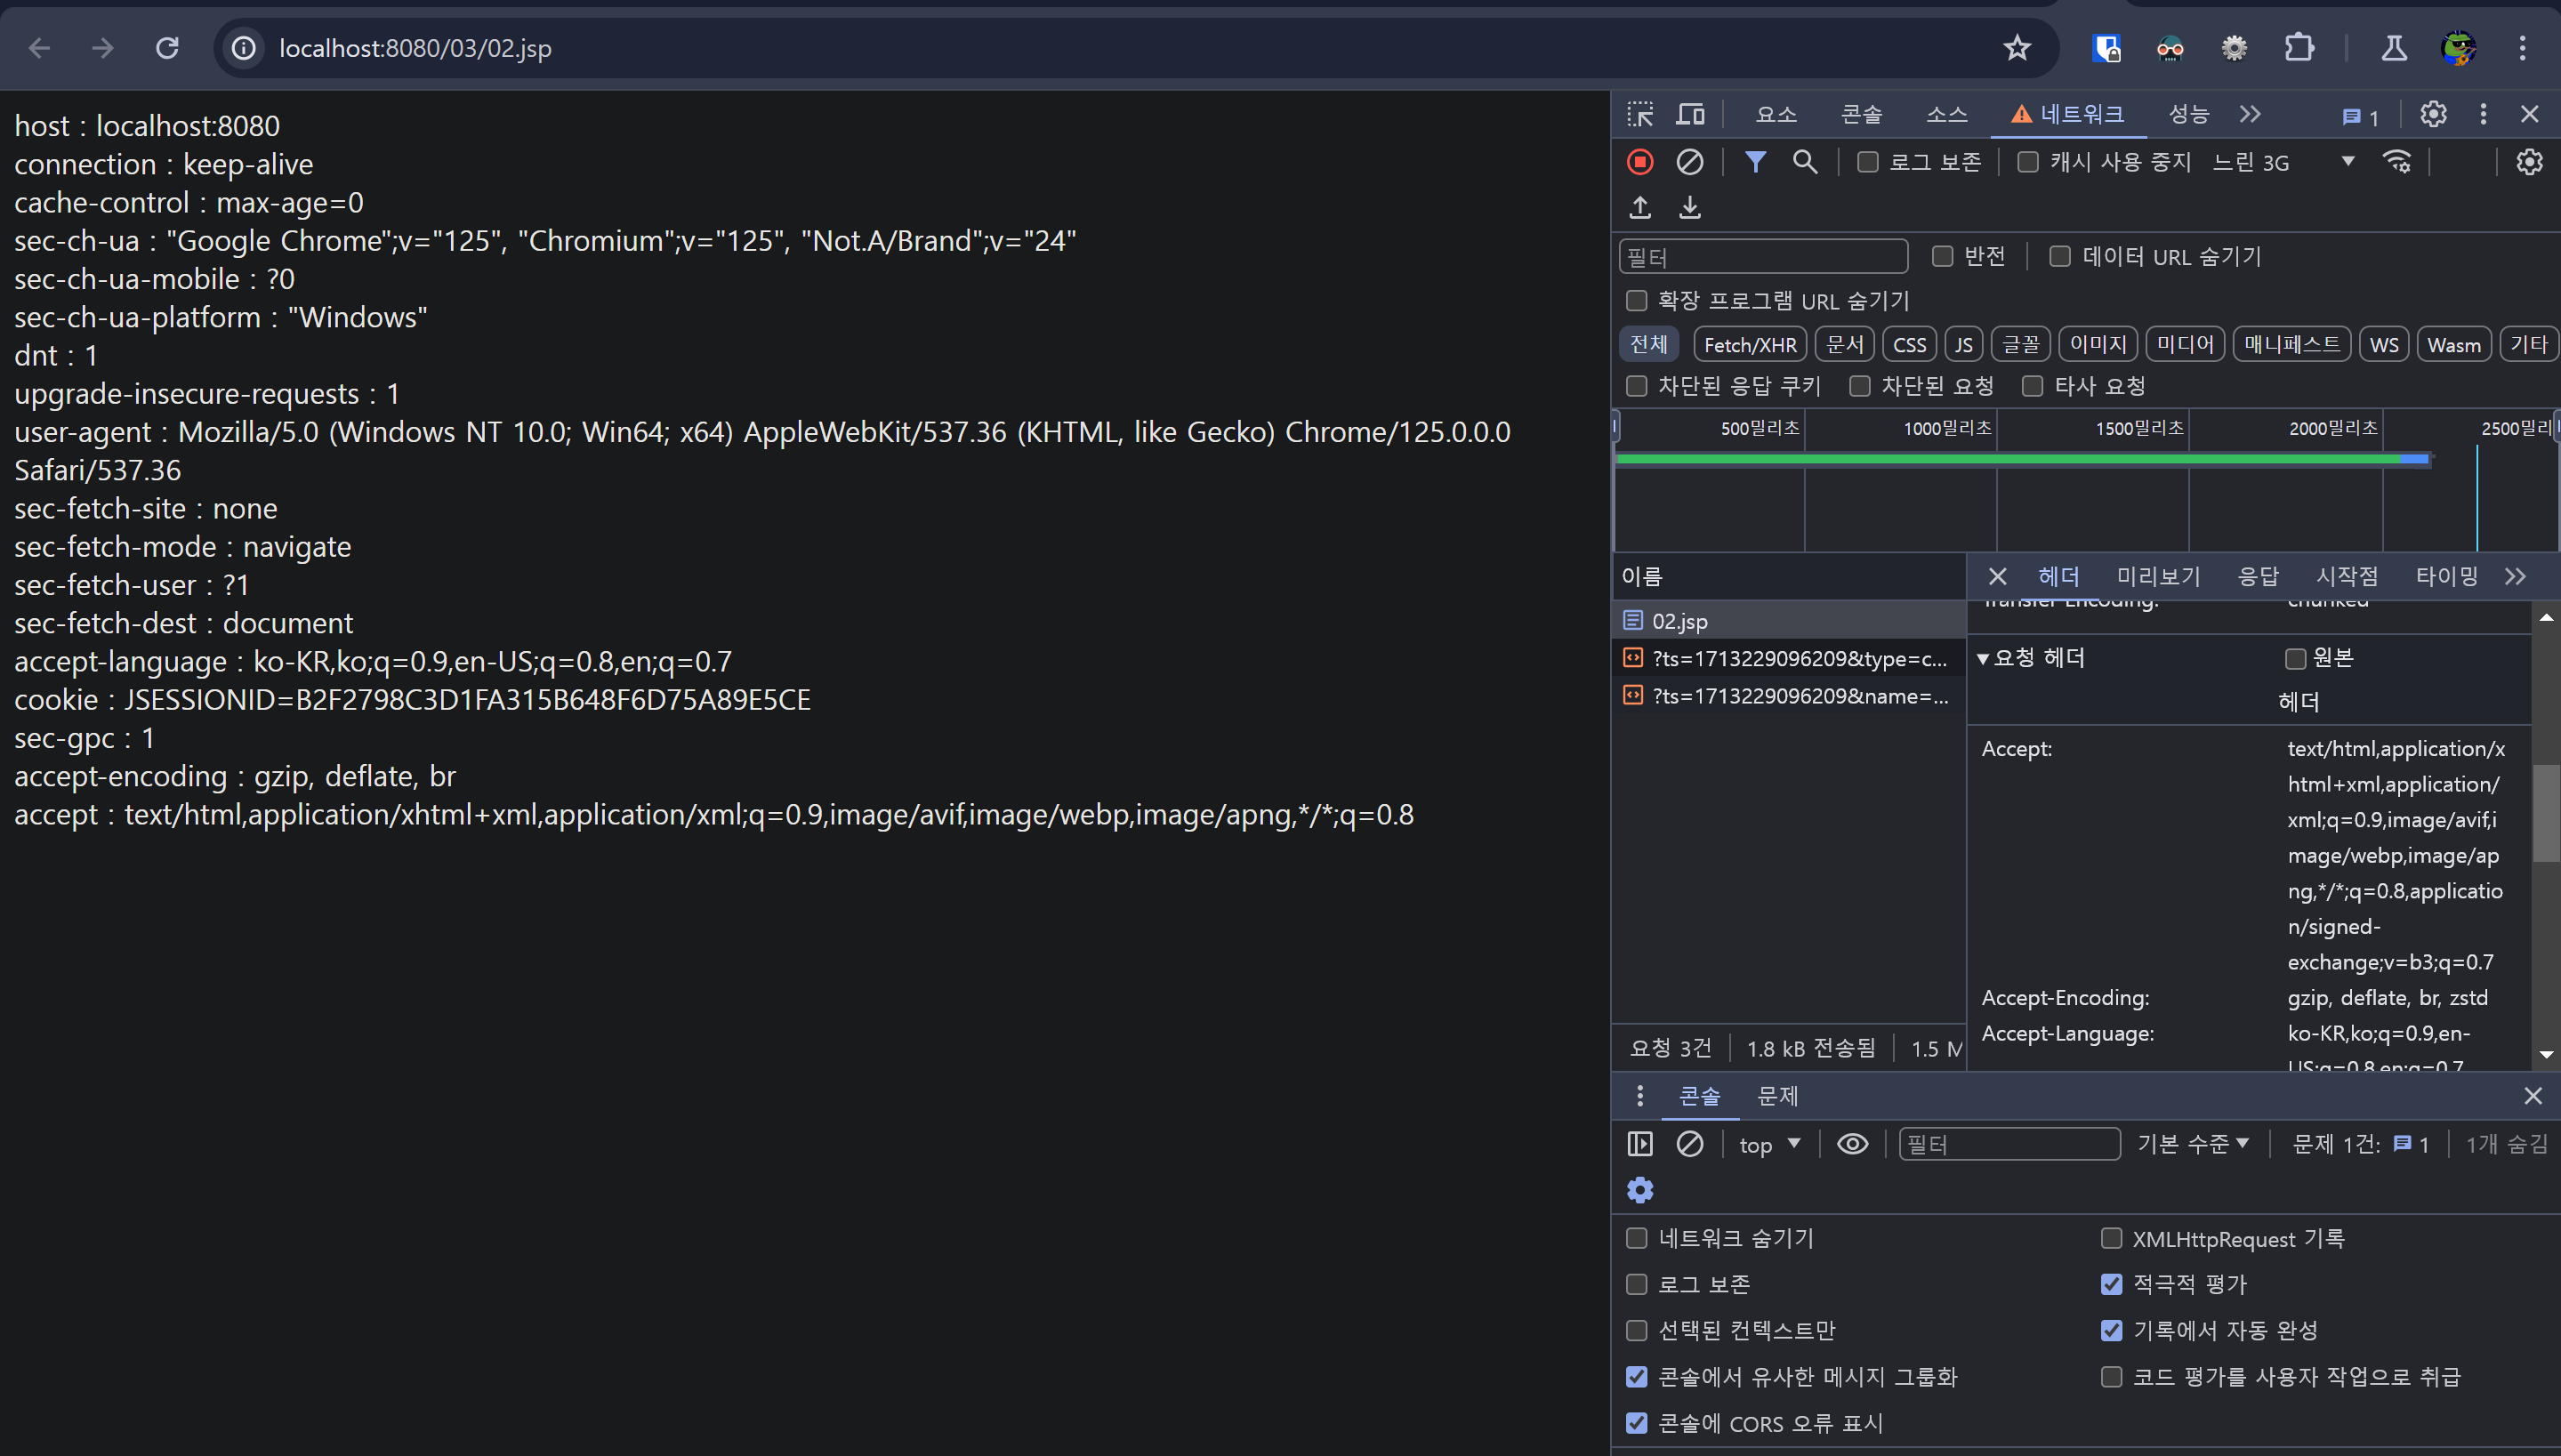 localhost:8080/03/02.jsp
host : localhost:8080
connection : keep-alive
cache-control : max-age=0
sec-ch-ua : "Google Chrome";v="125", "Chromium";v="125", "Not.A/Brand";v="24"
sec-ch-ua-mobile : ?0
sec-ch-ua-platform : "Windows"
dnt : 1
upgrade-insecure-requests : 1
user-agent : Mozilla/5.0 (Windows NT 10.0; Win64; x64) AppleWebKit/537.36 (KHTML, like Gecko) Chrome/125.0.0.0
Safari/537.36
sec-fetch-site : none
sec-fetch-mode : navigate
sec-fetch-user : ?1
sec-fetch-dest : document
accept-language : ko-KR,ko;q=0.9,en-US;q=0.8,en;q=0.7
cookie : JSESSIONID=B2F2798C3D1FA315B648F6D75A89E5CE
sec-gpc : 1
accept-encoding : gzip, deflate, br
accept : text/html,application/xhtml+xml,application/xml;q=0.9,image/avif,image/webp,image/apng,*/*;q=0.8
요소 콘솔 소스 네트워크 성능 1
로그 보존 캐시 사용 중지 느린 3G
필터 반전 데이터 URL 숨기기
확장 프로그램 URL 숨기기
전체 Fetch/XHR 문서 CSS JS 글꼴 이미지 미디어 매니페스트 WS Wasm 기타
차단된 응답 쿠키 차단된 요청 타사 요청
500밀리초 1000밀리초 1500밀리초 2000밀리초 2500밀리
이름
02.jsp
?ts=1713229096209&type=c...
?ts=1713229096209&name=...
요청 3건 1.8 kB 전송됨 1.5 M
헤더 미리보기 응답 시작점 타이밍
Transfer-Encoding: chunked
요청 헤더 원본
헤더
Accept: text/html,application/x
html+xml,application/
xml;q=0.9,image/avif,i
mage/webp,image/ap
ng,*/*;q=0.8,applicatio
n/signed-
exchange;v=b3;q=0.7
Accept-Encoding: gzip, deflate, br, zstd
Accept-Language: ko-KR,ko;q=0.9,en-
US;q=0.8,en;q=0.7
콘솔 문제
top 필터 기본 수준 문제 1건: 1 1개 숨김
네트워크 숨기기 XMLHttpRequest 기록
로그 보존 적극적 평가
선택된 컨텍스트만 기록에서 자동 완성
콘솔에서 유사한 메시지 그룹화 코드 평가를 사용자 작업으로 취급
콘솔에 CORS 오류 표시